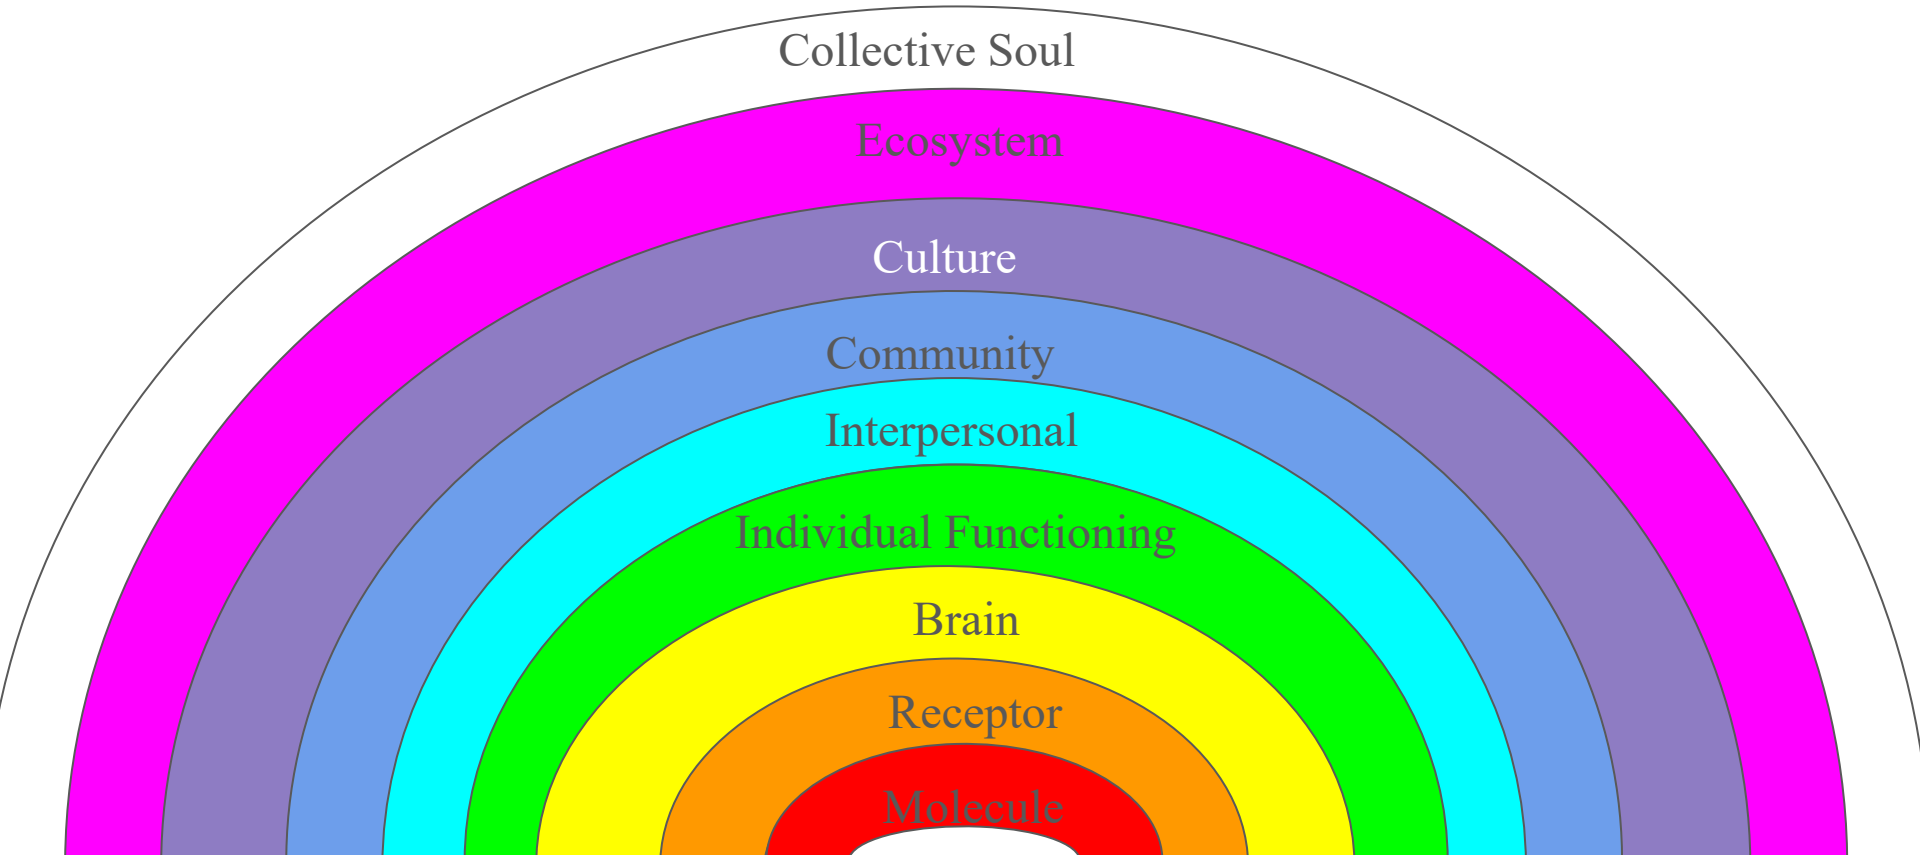 Collective Soul
Ecosystem
Culture
Community
Interpersonal
Individual Functioning
Brain
Receptor
Molecule